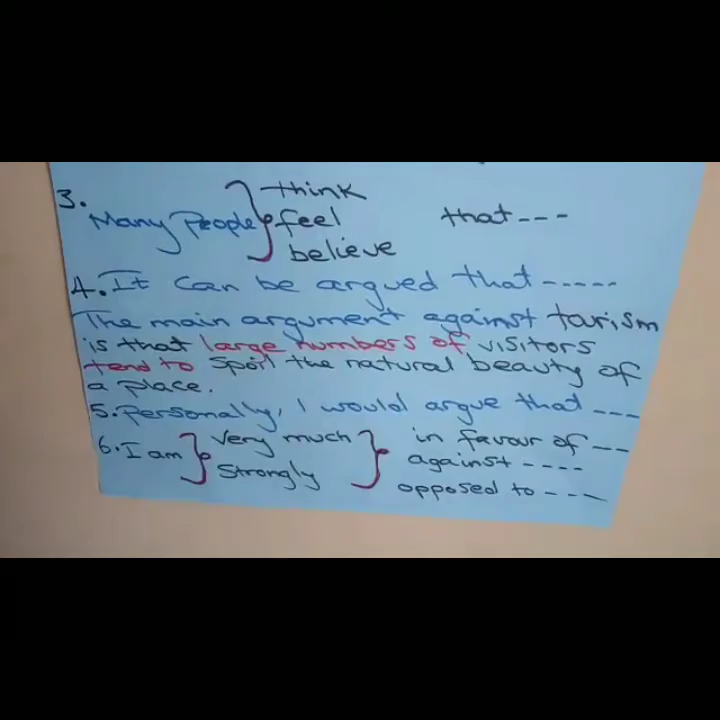 3.
think
Many People } feel that---
believe
4. It can be argued that-----
The main argument against tourism
is that large numbers of visitors
tend to spoil the natural beauty of
a place.
5. Personally, I would argue that ---
6. I am } very much } in favour of ---
strongly against ----
opposed to ---